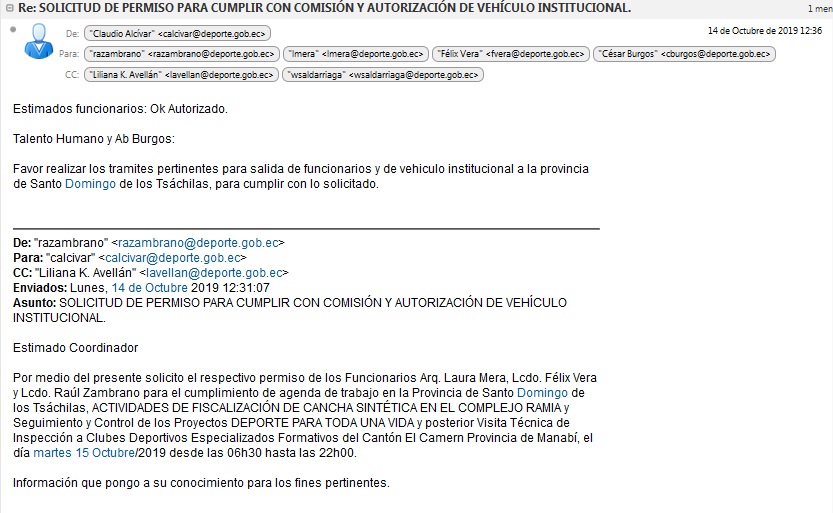 Re: SOLICITUD DE PERMISO PARA CUMPLIR CON COMISIÓN Y AUTORIZACIÓN DE VEHÍCULO INSTITUCIONAL.
1 men
De: "Claudio Alcívar" <calcivar@deporte.gob.ec>
14 de Octubre de 2019 12:36
Para: "razambrano" <razambrano@deporte.gob.ec> "lmera" <lmera@deporte.gob.ec> "Félix Vera" <fvera@deporte.gob.ec> "César Burgos" <cburgos@deporte.gob.ec>
CC: "Liliana K. Avellán" <lavellan@deporte.gob.ec> "wsaldarriaga" <wsaldarriaga@deporte.gob.ec>
Estimados funcionarios: Ok Autorizado.
Talento Humano y Ab Burgos:
Favor realizar los tramites pertinentes para salida de funcionarios y de vehiculo institucional a la provincia
de Santo Domingo de los Tsáchilas, para cumplir con lo solicitado.
De: "razambrano" <razambrano@deporte.gob.ec>
Para: "calcivar" <calcivar@deporte.gob.ec>
CC: "Liliana K. Avellán" <lavellan@deporte.gob.ec>
Enviados: Lunes, 14 de Octubre 2019 12:31:07
Asunto: SOLICITUD DE PERMISO PARA CUMPLIR CON COMISIÓN Y AUTORIZACIÓN DE VEHÍCULO
INSTITUCIONAL.
Estimado Coordinador
Por medio del presente solicito el respectivo permiso de los Funcionarios Arq. Laura Mera, Lcdo. Félix Vera
y Lcdo. Raúl Zambrano para el cumplimiento de agenda de trabajo en la Provincia de Santo Domingo de
los Tsáchilas, ACTIVIDADES DE FISCALIZACIÓN DE CANCHA SINTÉTICA EN EL COMPLEJO RAMIA y
Seguimiento y Control de los Proyectos DEPORTE PARA TODA UNA VIDA y posterior Visita Técnica de
Inspección a Clubes Deportivos Especializados Formativos del Cantón El Camern Provincia de Manabí, el
día martes 15 Octubre/2019 desde las 06h30 hasta las 22h00.
Información que pongo a su conocimiento para los fines pertinentes.